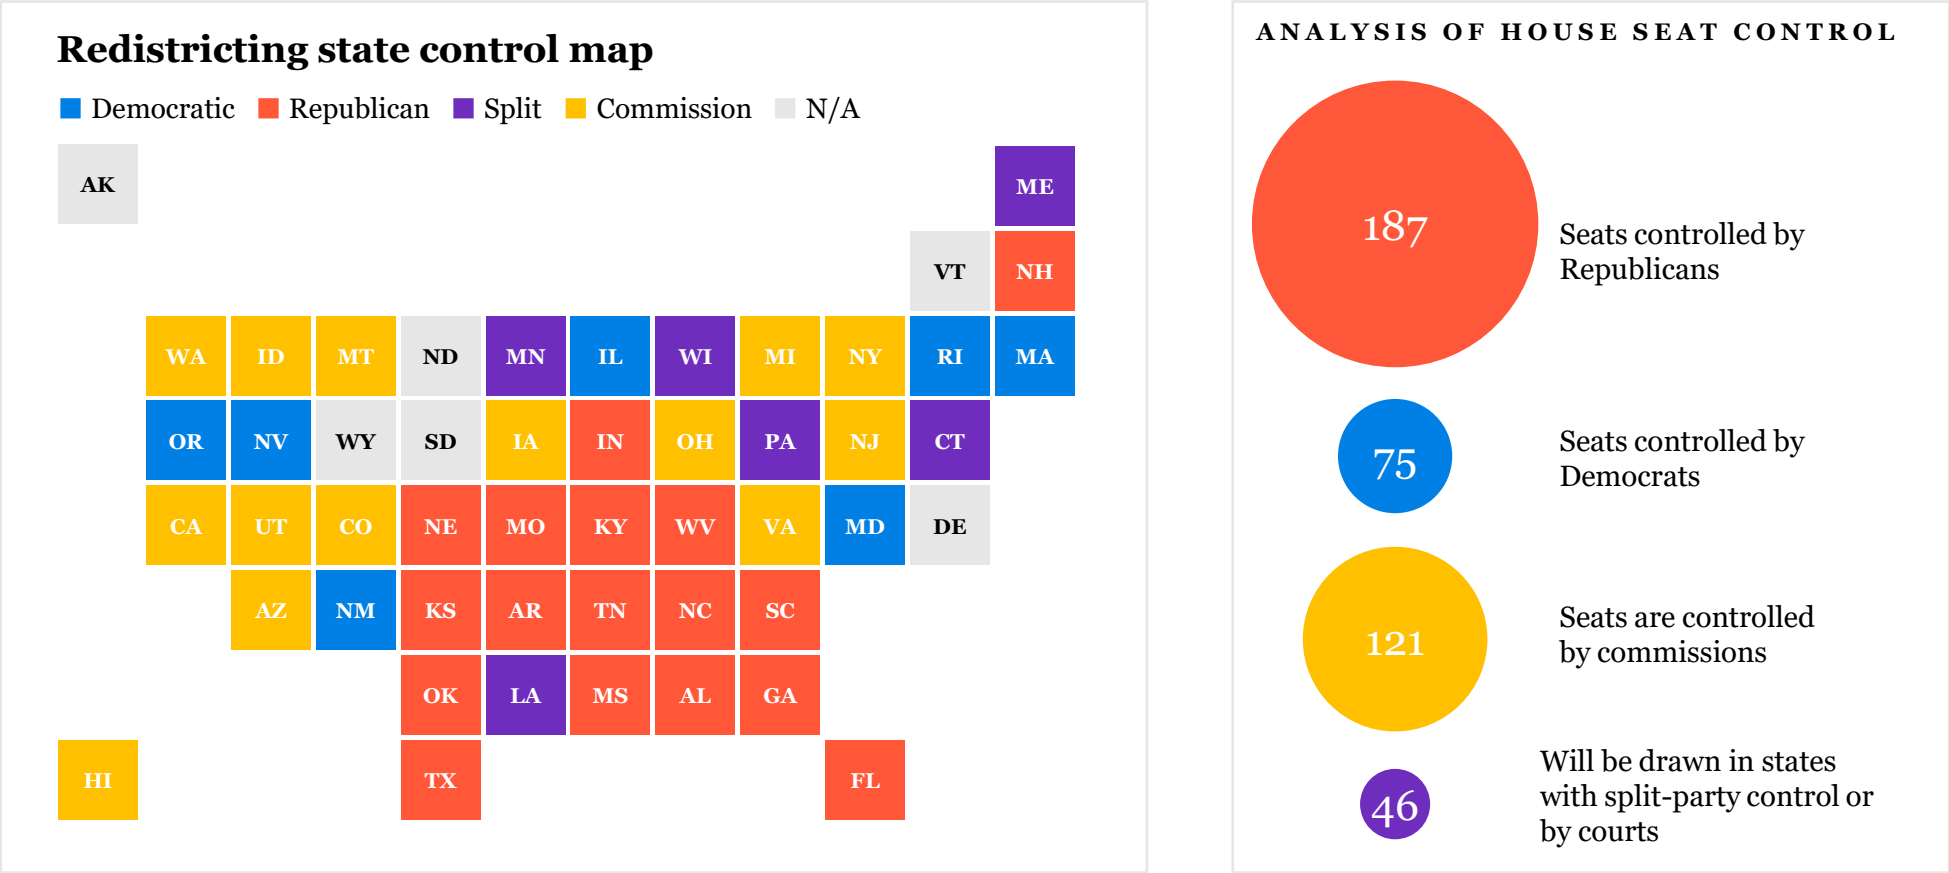 Redistricting state control map
Democratic Republican Split Commission N/A
AK ME
VT NH
WA ID MT ND MN IL WI MI NY RI MA
OR NV WY SD IA IN OH PA NJ CT
CA UT CO NE MO KY WV VA MD DE
AZ NM KS AR TN NC SC
OK LA MS AL GA
HI TX FL
ANALYSIS OF HOUSE SEAT CONTROL
187
Seats controlled by
Republicans
75
Seats controlled by
Democrats
121
Seats are controlled
by commissions
46
Will be drawn in states
with split-party control or
by courts